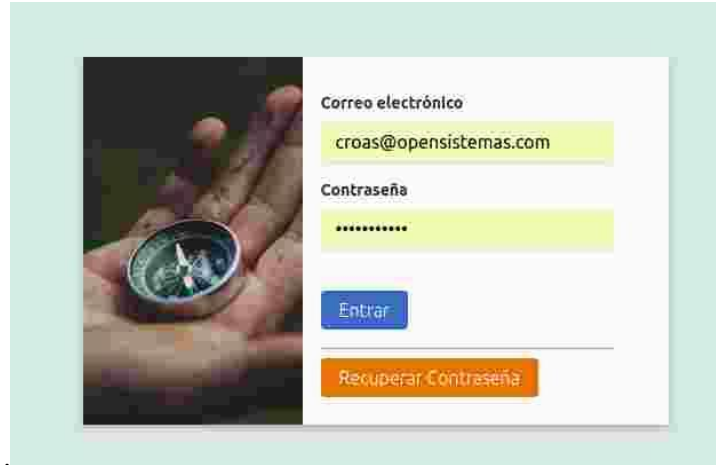 Correo electrónico
croas@opensistemas.com
Contraseña
•••••••••••
Entrar
Recuperar Contraseña